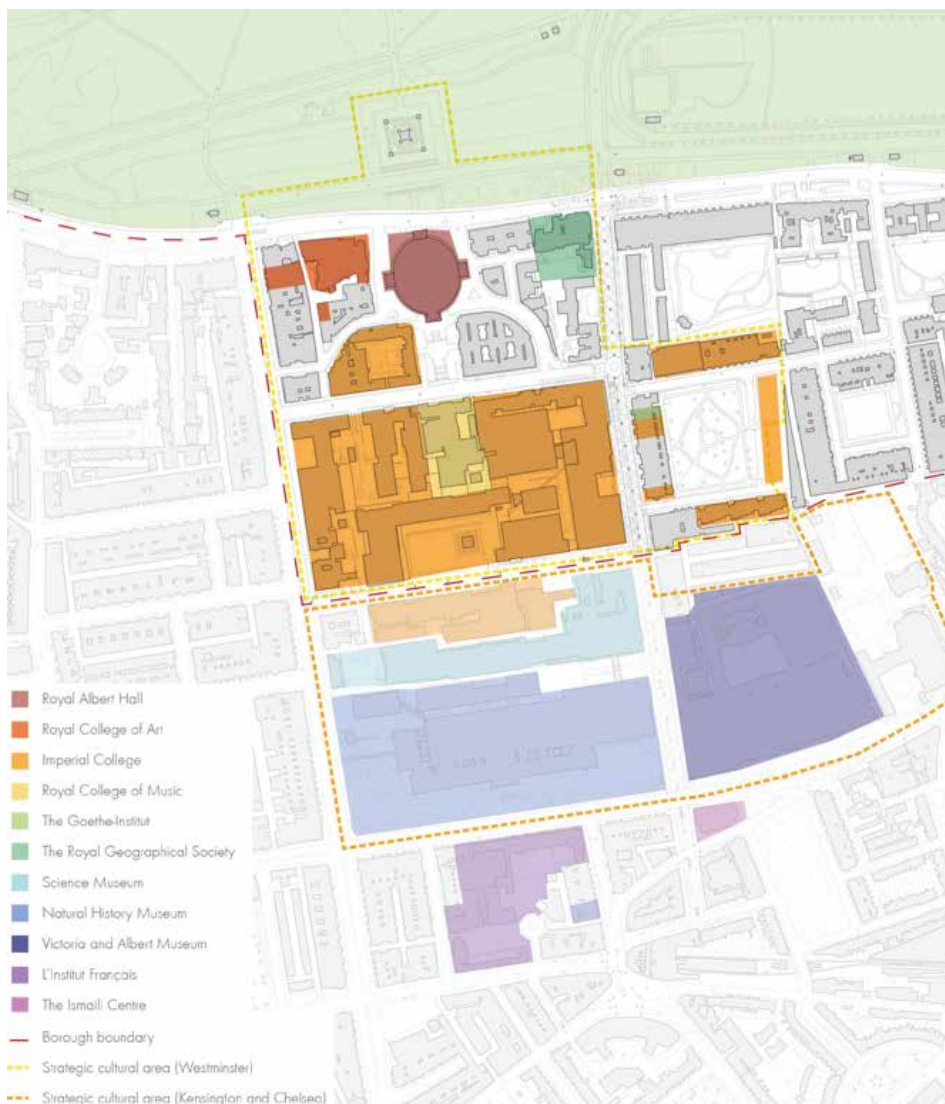 Royal Albert Hall
Royal College of Art
Imperial College
Royal College of Music
The Goethe-Institut
The Royal Geographical Society
Science Museum
Natural History Museum
Victoria and Albert Museum
L'Institut Français
The Ismaili Centre
Borough boundary
Strategic cultural area (Westminster)
Strategic cultural area (Kensington and Chelsea)